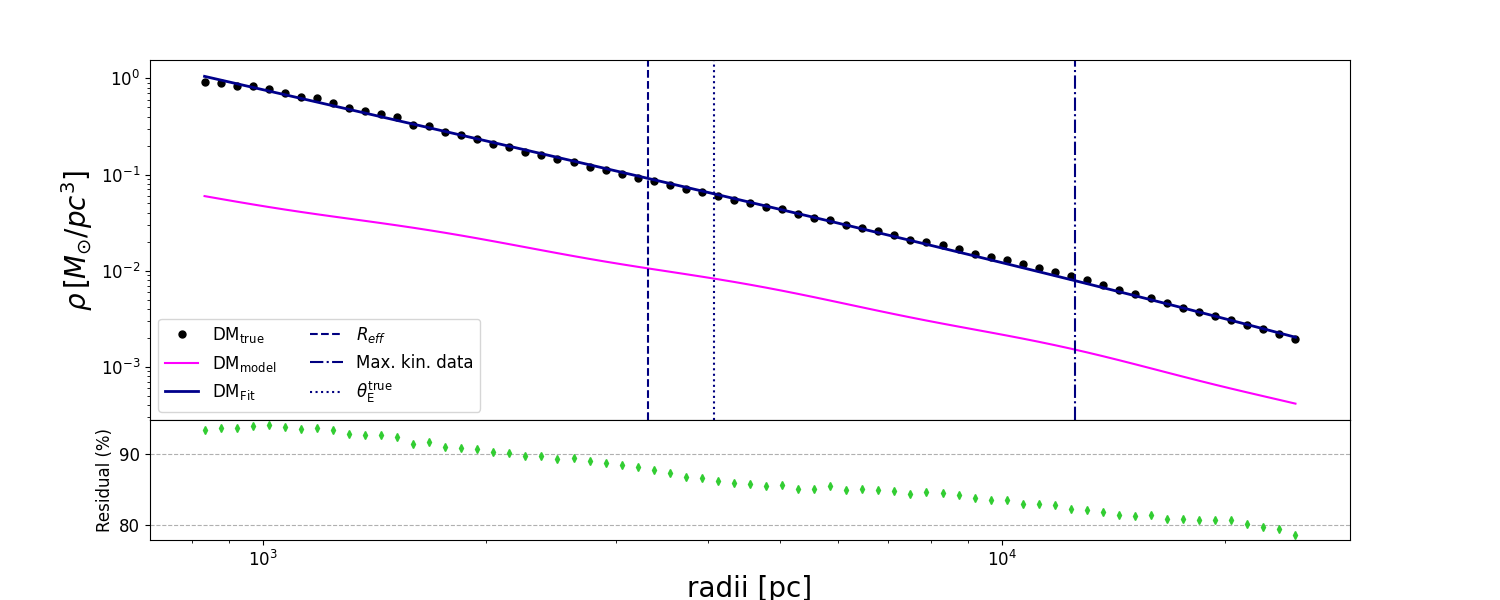 10⁰
10⁻¹
10⁻²
10⁻³
ρ [M⊙/pc³]
DM_true
DM_model
DM_Fit
R_eff
Max. kin. data
θ_E^true
90
80
Residual (%)
10³ 10⁴
radii [pc]